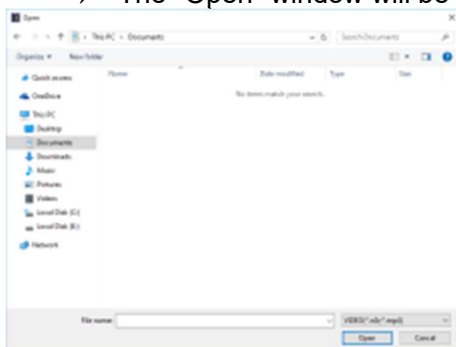 The "Open" window will be
Open
This PC › Documents
Search Documents
Organize
New folder
Name
Date modified
Type
Size
No items match your search.
Quick access
OneDrive
This PC
Desktop
Documents
Downloads
Music
Pictures
Videos
Local Disk (C:)
Local Disk (E:)
Network
File name:
Open
Cancel